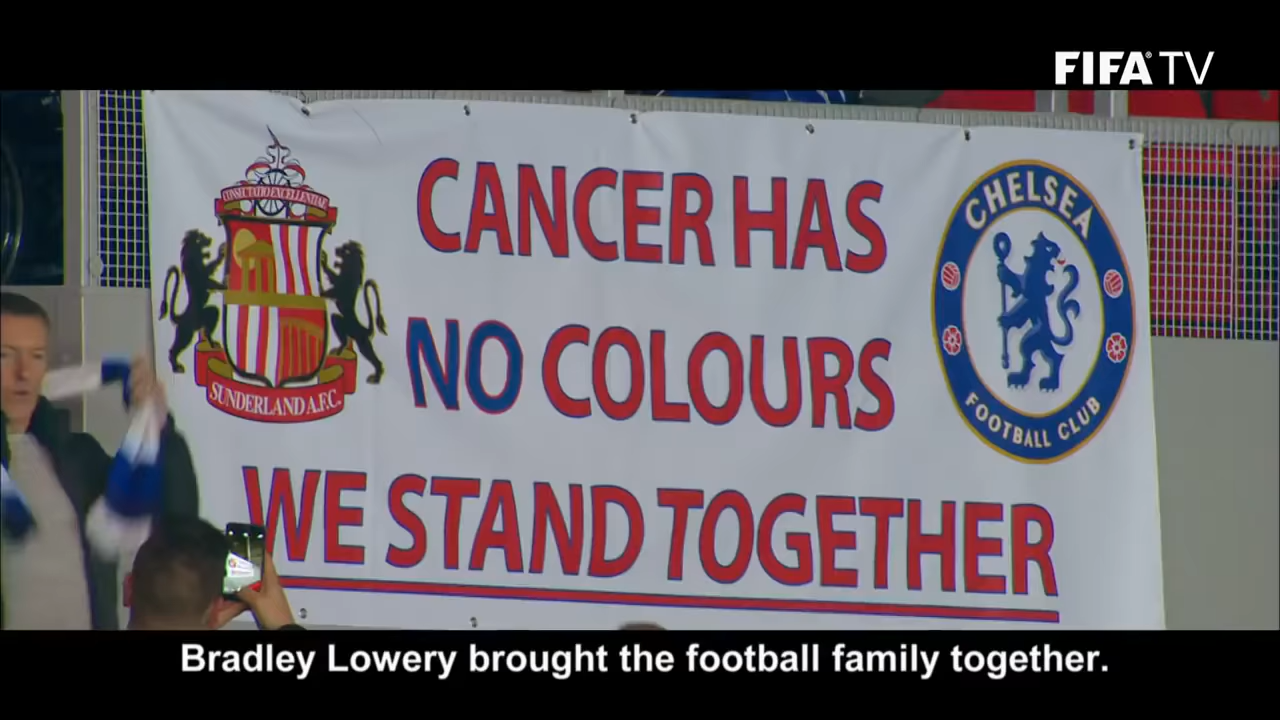 FIFA TV
CONSECTATIO EXCELLENTIAE
SUNDERLAND A.F.C.
CANCER HAS
NO COLOURS
WE STAND TOGETHER
CHELSEA
FOOTBALL CLUB
Bradley Lowery brought the football family together.